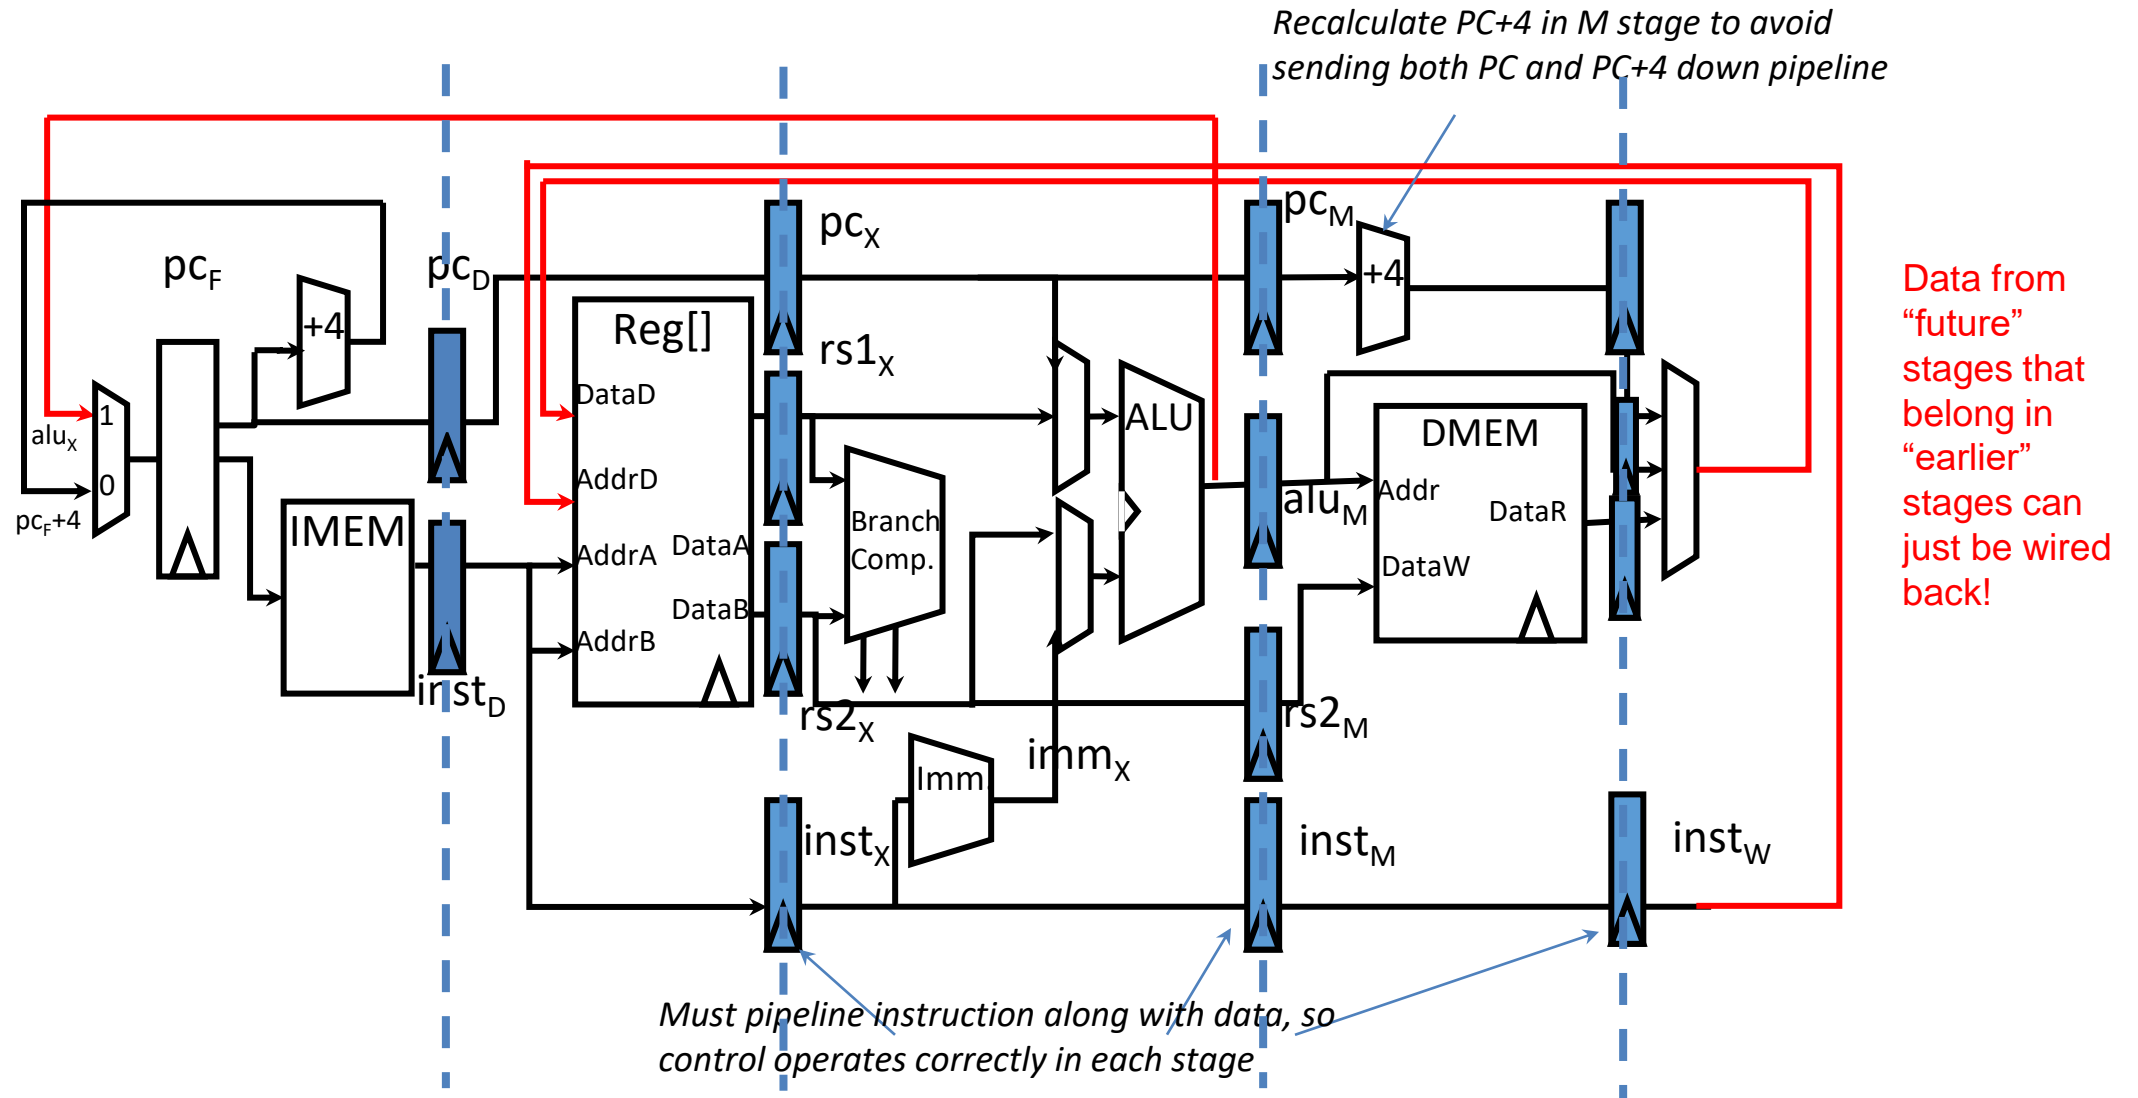 Recalculate PC+4 in M stage to avoid
sending both PC and PC+4 down pipeline
pcF
pcD
pcX
pcM
+4
+4
Reg[]
rs1X
DataD
AddrD
AddrA
AddrB
DataA
DataB
1
0
aluX
pcF+4
IMEM
instD
Branch
Comp.
ALU
aluM
DMEM
Addr
DataR
DataW
rs2X
rs2M
Imm.
immX
instX
instM
instW
Data from
“future”
stages that
belong in
“earlier”
stages can
just be wired
back!
Must pipeline instruction along with data, so
control operates correctly in each stage